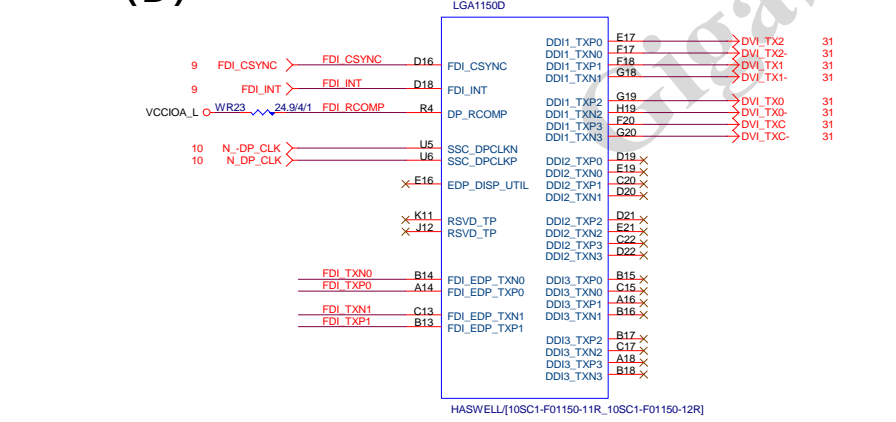 (D)
LGA1150D
9 FDI_CSYNC FDI_CSYNC D16 FDI_CSYNC
9 FDI_INT FDI_INT D18 FDI_INT
VCCIOA_L WR23 24.9/4/1 FDI_RCOMP R4 DP_RCOMP
10 N_-DP_CLK U5 SSC_DPCLKN
10 N_DP_CLK U6 SSC_DPCLKP
E16 EDP_DISP_UTIL
K11 RSVD_TP
J12 RSVD_TP
FDI_TXN0 B14 FDI_EDP_TXN0
FDI_TXP0 A14 FDI_EDP_TXP0
FDI_TXN1 C13 FDI_EDP_TXN1
FDI_TXP1 B13 FDI_EDP_TXP1
DDI1_TXP0 E17 DVI_TX2 31
DDI1_TXN0 F17 DVI_TX2- 31
DDI1_TXP1 F18 DVI_TX1 31
DDI1_TXN1 G18 DVI_TX1- 31
DDI1_TXP2 G19 DVI_TX0 31
DDI1_TXN2 H19 DVI_TX0- 31
DDI1_TXP3 F20 DVI_TXC 31
DDI1_TXN3 G20 DVI_TXC- 31
DDI2_TXP0 D19
DDI2_TXN0 E19
DDI2_TXP1 C20
DDI2_TXN1 D20
DDI2_TXP2 D21
DDI2_TXN2 E21
DDI2_TXP3 C22
DDI2_TXN3 D22
DDI3_TXP0 B15
DDI3_TXN0 C15
DDI3_TXP1 A16
DDI3_TXN1 B16
DDI3_TXP2 B17
DDI3_TXN2 C17
DDI3_TXP3 A18
DDI3_TXN3 B18
HASWELL/[10SC1-F01150-11R_10SC1-F01150-12R]
Giga